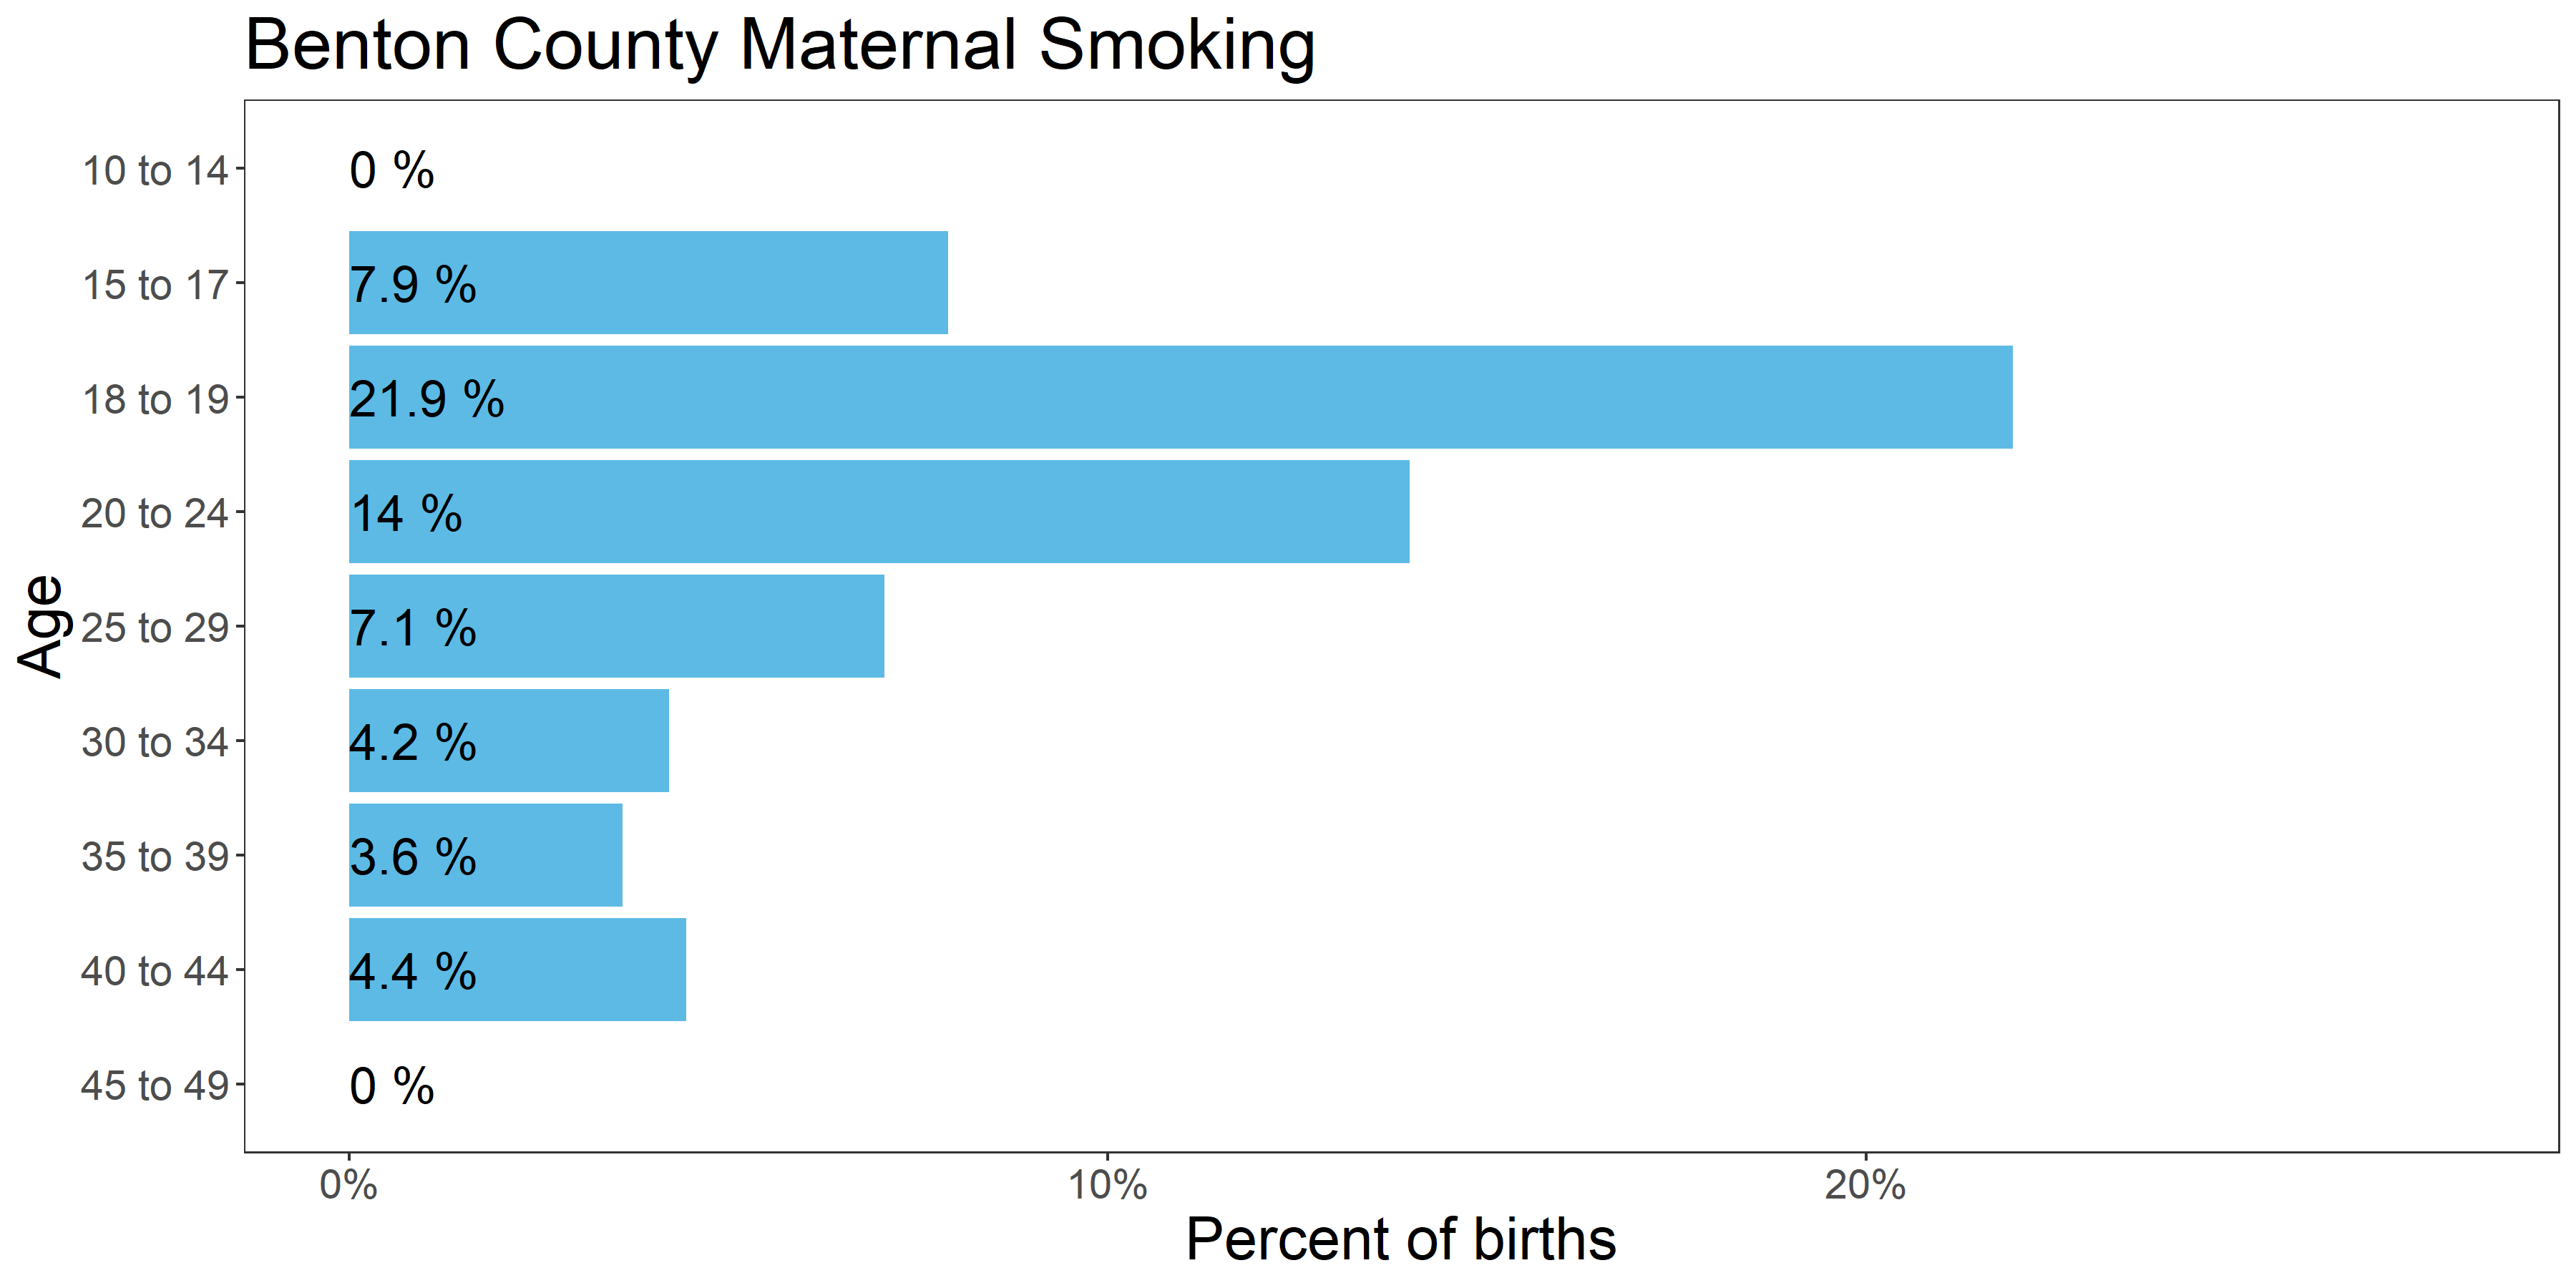 Benton County Maternal Smoking
10 to 14 0 %
15 to 17 7.9 %
18 to 19 21.9 %
20 to 24 14 %
25 to 29 7.1 %
30 to 34 4.2 %
35 to 39 3.6 %
40 to 44 4.4 %
45 to 49 0 %
Age
0% 10% 20%
Percent of births